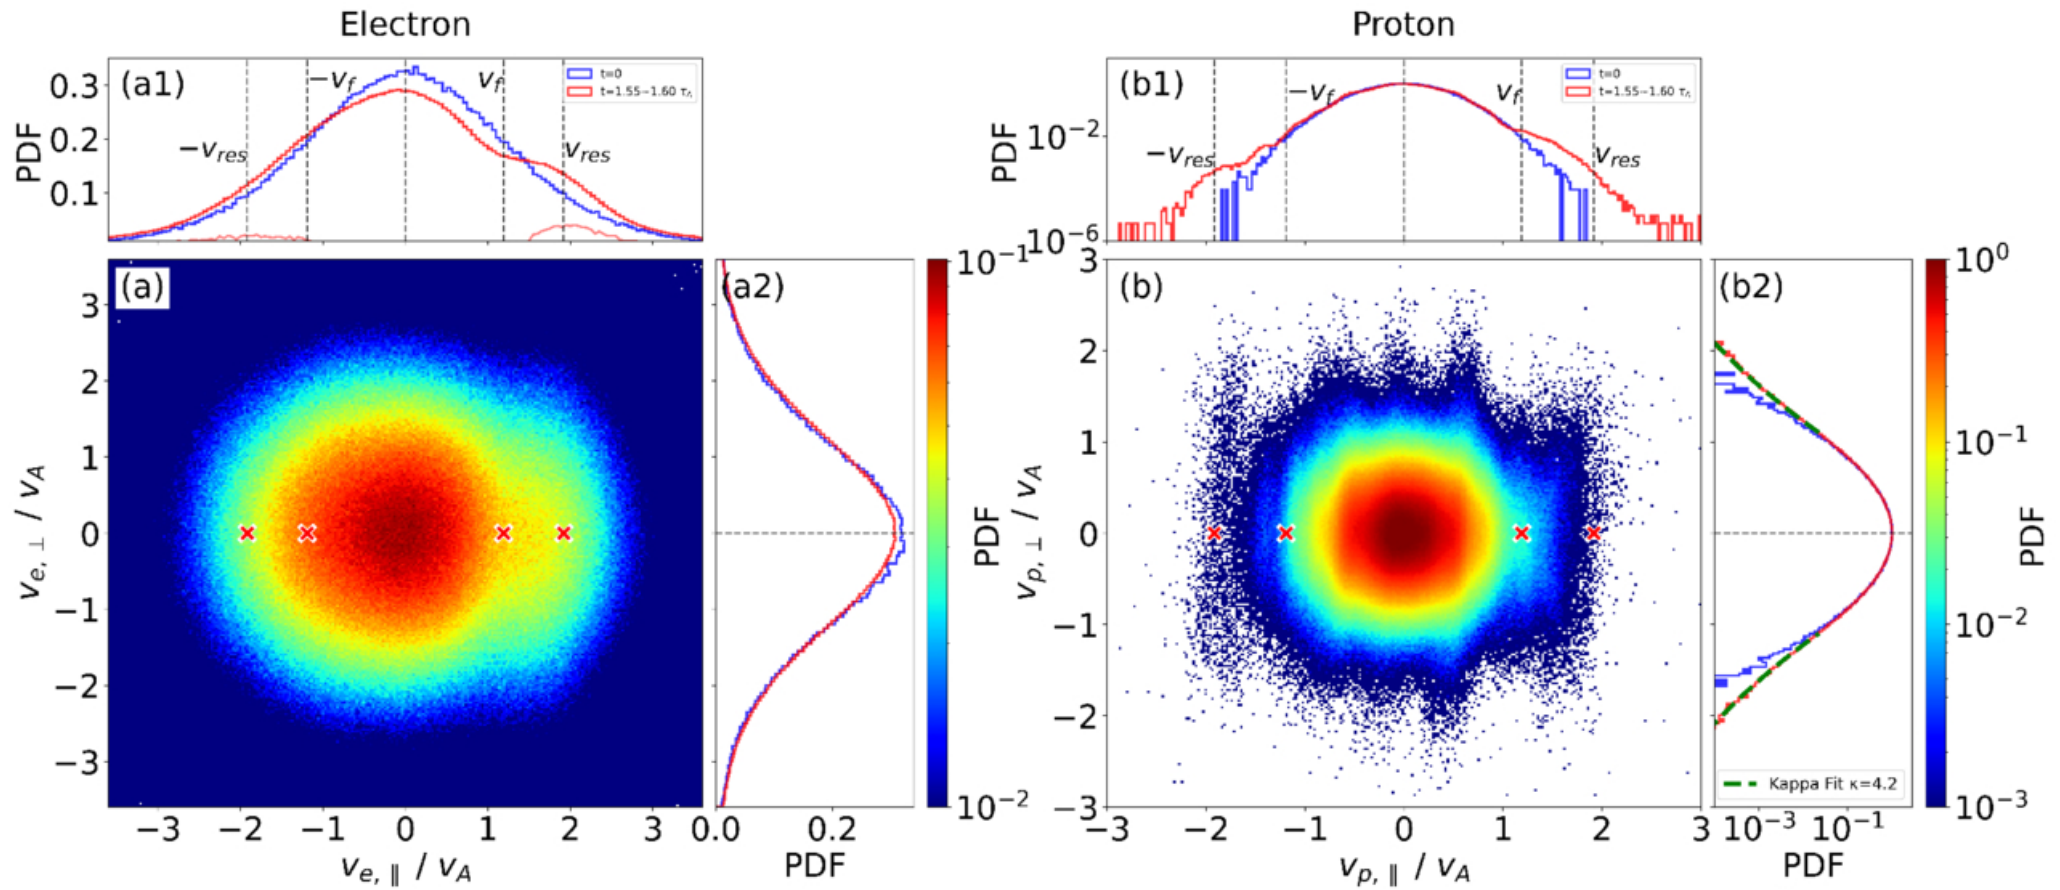 Electron
Proton
(a1)
−v_f
v_f
t=0
t=1.55−1.60 τ_A
−v_res
v_res
0.3
0.2
0.1
PDF
(b1)
−v_f
v_f
t=0
t=1.55−1.60 τ_A
−v_res
v_res
10⁻²
10⁻⁶
PDF
(a)
3
2
1
0
−1
−2
−3
v_e,⊥ / v_A
−3 −2 −1 0 1 2 3
v_e,∥ / v_A
(a2)
0.0 0.2
PDF
10⁻¹
10⁻²
PDF
(b)
3
2
1
0
−1
−2
−3
v_p,⊥ / v_A
−3 −2 −1 0 1 2 3
v_p,∥ / v_A
(b2)
Kappa Fit κ=4.2
10⁻³ 10⁻¹
PDF
10⁰
10⁻¹
10⁻²
10⁻³
PDF